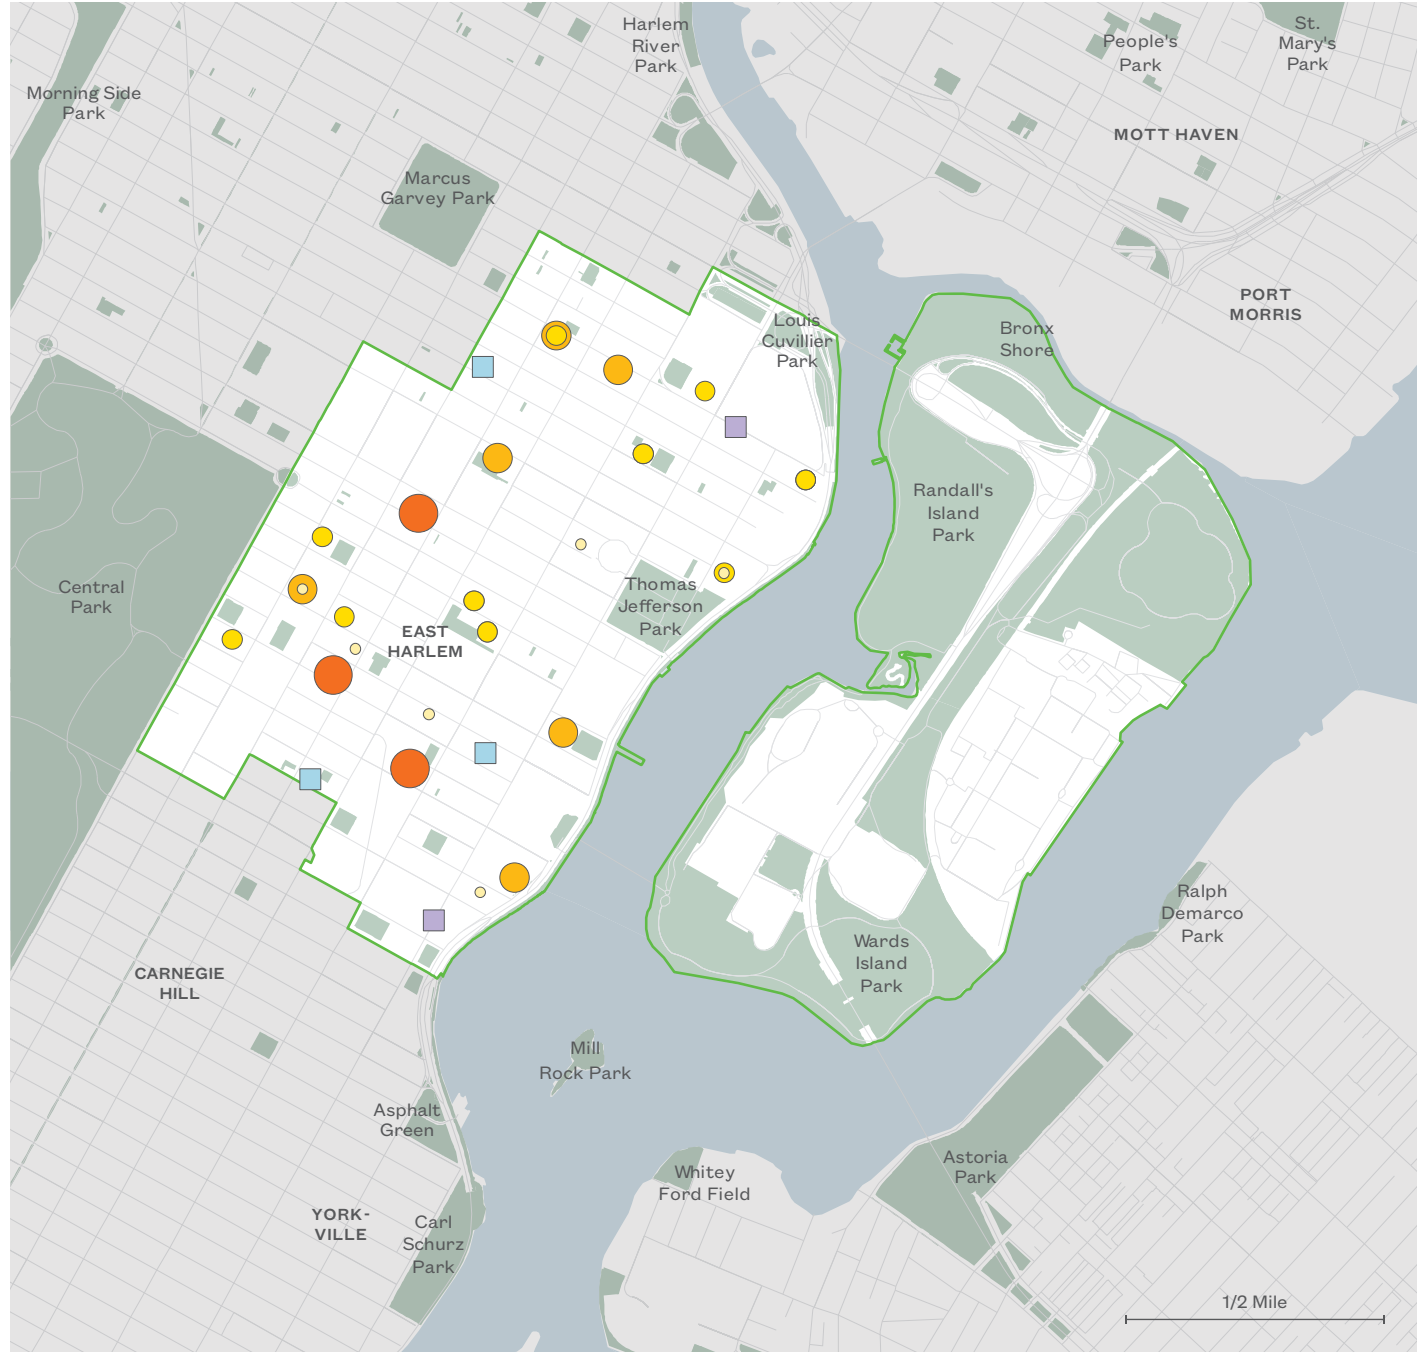 Harlem
River
Park
People's
Park
St.
Mary's
Park
Morning Side
Park
MOTT HAVEN
Marcus
Garvey Park
PORT
MORRIS
Louis
Cuvillier
Park
Bronx
Shore
Randall's
Island
Park
Central
Park
Thomas
Jefferson
Park
EAST
HARLEM
Ralph
Demarco
Park
Wards
Island
Park
CARNEGIE
HILL
Mill
Rock Park
Asphalt
Green
Astoria
Park
Whitey
Ford Field
YORK-
VILLE
Carl
Schurz
Park
1/2 Mile